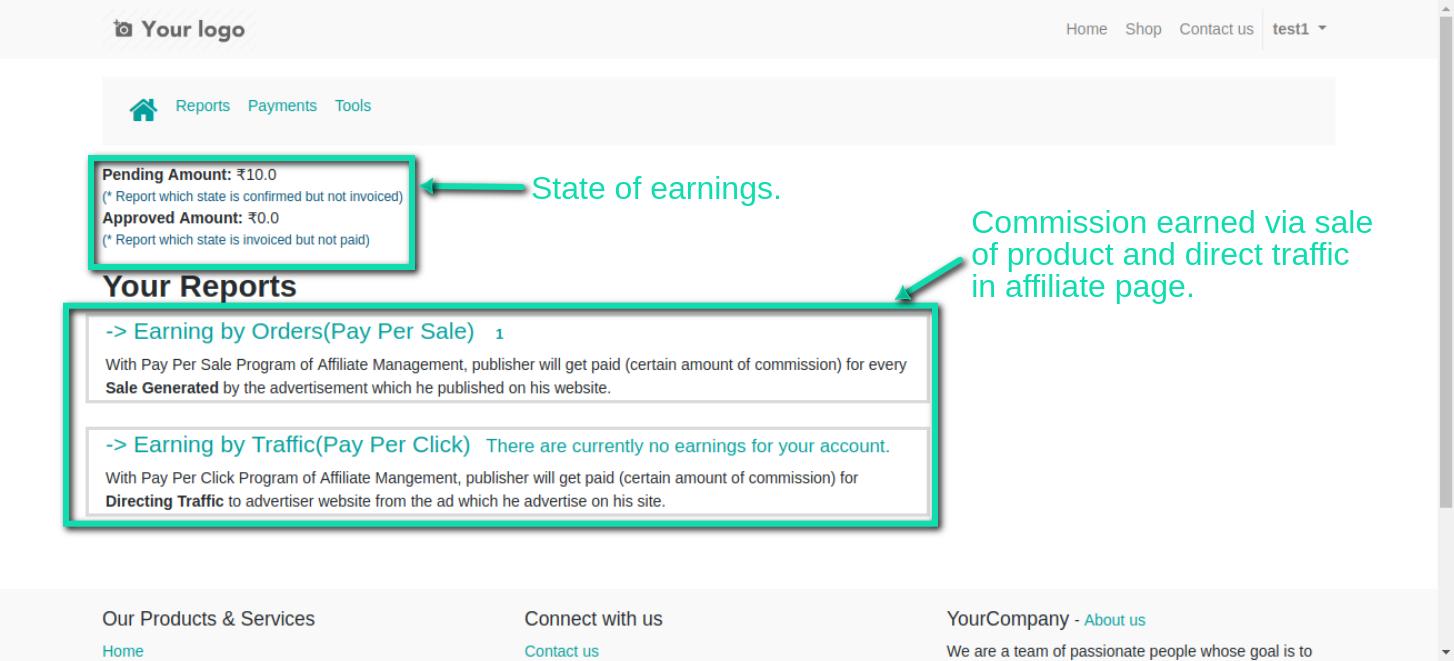 Your logo
Home Shop Contact us test1
Reports Payments Tools
Pending Amount: ₹10.0
(* Report which state is confirmed but not invoiced)
Approved Amount: ₹0.0
(* Report which state is invoiced but not paid)
State of earnings.
Commission earned via sale
of product and direct traffic
in affiliate page.
Your Reports
-> Earning by Orders(Pay Per Sale) 1
With Pay Per Sale Program of Affiliate Management, publisher will get paid (certain amount of commission) for every
Sale Generated by the advertisement which he published on his website.
-> Earning by Traffic(Pay Per Click) There are currently no earnings for your account.
With Pay Per Click Program of Affiliate Mangement, publisher will get paid (certain amount of commission) for
Directing Traffic to advertiser website from the ad which he advertise on his site.
Our Products & Services
Home
Connect with us
Contact us
YourCompany - About us
We are a team of passionate people whose goal is to